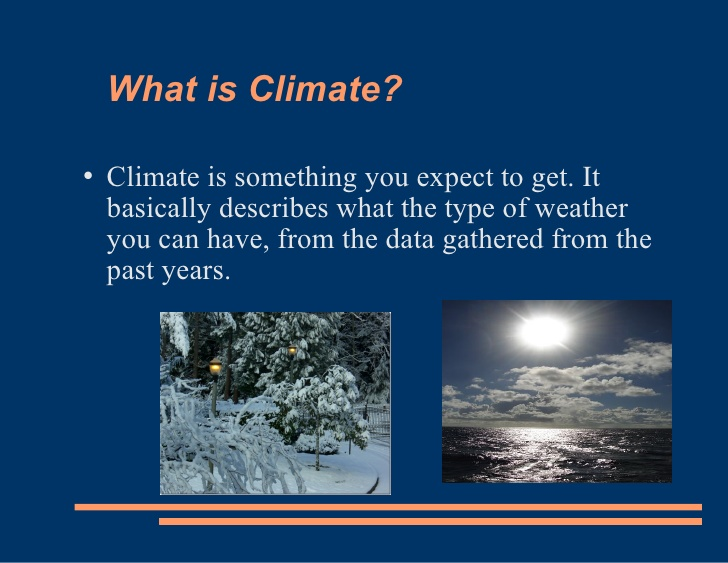 What is Climate?
• Climate is something you expect to get. It
basically describes what the type of weather
you can have, from the data gathered from the
past years.